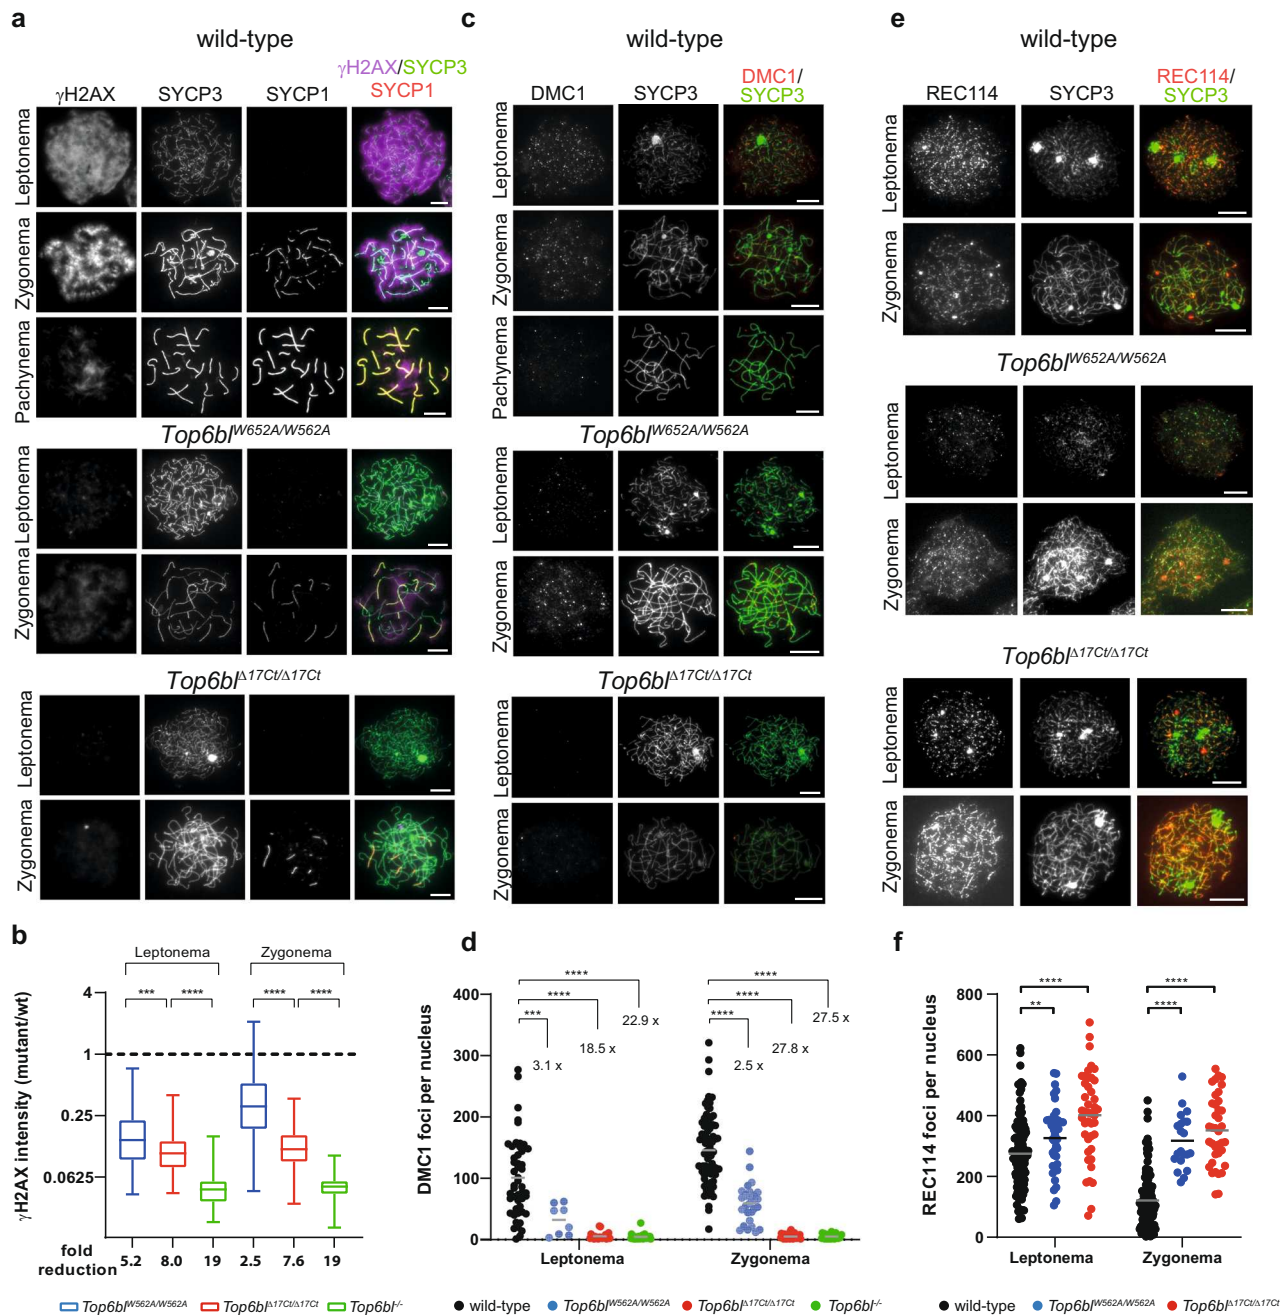 a
wild-type
γH2AX
SYCP3
SYCP1
γH2AX/SYCP3
SYCP1
Leptonema
Zygonema
Pachynema
Top6bl^W652A/W562A
Leptonema
Zygonema
Top6bl^Δ17Ct/Δ17Ct
Leptonema
Zygonema
c
wild-type
DMC1
SYCP3
DMC1/
SYCP3
Leptonema
Zygonema
Pachynema
Top6bl^W652A/W562A
Leptonema
Zygonema
Top6bl^Δ17Ct/Δ17Ct
Leptonema
Zygonema
e
wild-type
REC114
SYCP3
REC114/
SYCP3
Leptonema
Zygonema
Top6bl^W652A/W562A
Leptonema
Zygonema
Top6bl^Δ17Ct/Δ17Ct
Leptonema
Zygonema
b
Leptonema
Zygonema
*** **** **** ****
γH2AX intensity (mutant/wt)
4
1
0.25
0.0625
fold
reduction
5.2 8.0 19 2.5 7.6 19
Top6bl^W562A/W562A Top6bl^Δ17Ct/Δ17Ct Top6bl^-/-
d
DMC1 foci per nucleus
400
300
200
100
0
****
****
***
22.9 x
18.5 x
3.1 x
****
****
****
27.5 x
27.8 x
2.5 x
Leptonema
Zygonema
wild-type Top6bl^W562A/W562A Top6bl^Δ17Ct/Δ17Ct Top6bl^-/-
f
REC114 foci per nucleus
800
600
400
200
0
****
**
****
****
Leptonema
Zygonema
wild-type Top6bl^W562A/W562A Top6bl^Δ17Ct/Δ17Ct